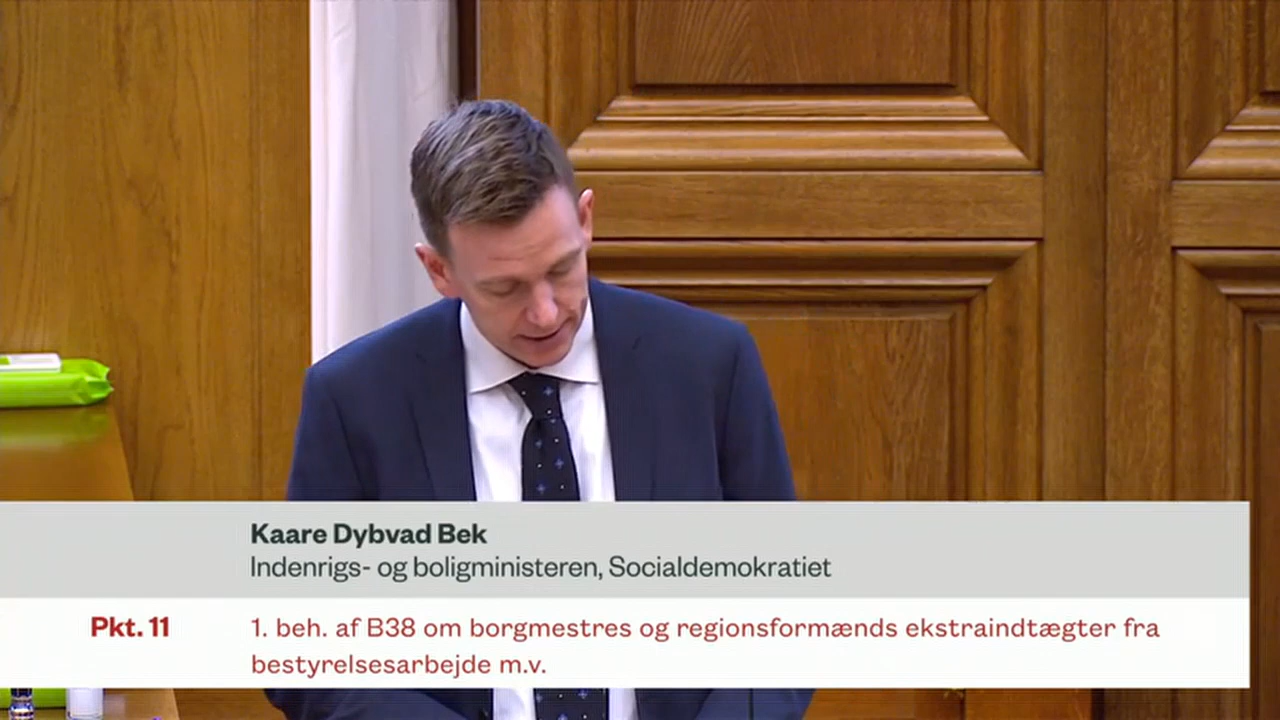 Kaare Dybvad Bek
Indenrigs- og boligministeren, Socialdemokratiet
Pkt. 11
1. beh. af B38 om borgmestres og regionsformænds ekstraindtægter fra
bestyrelsesarbejde m.v.